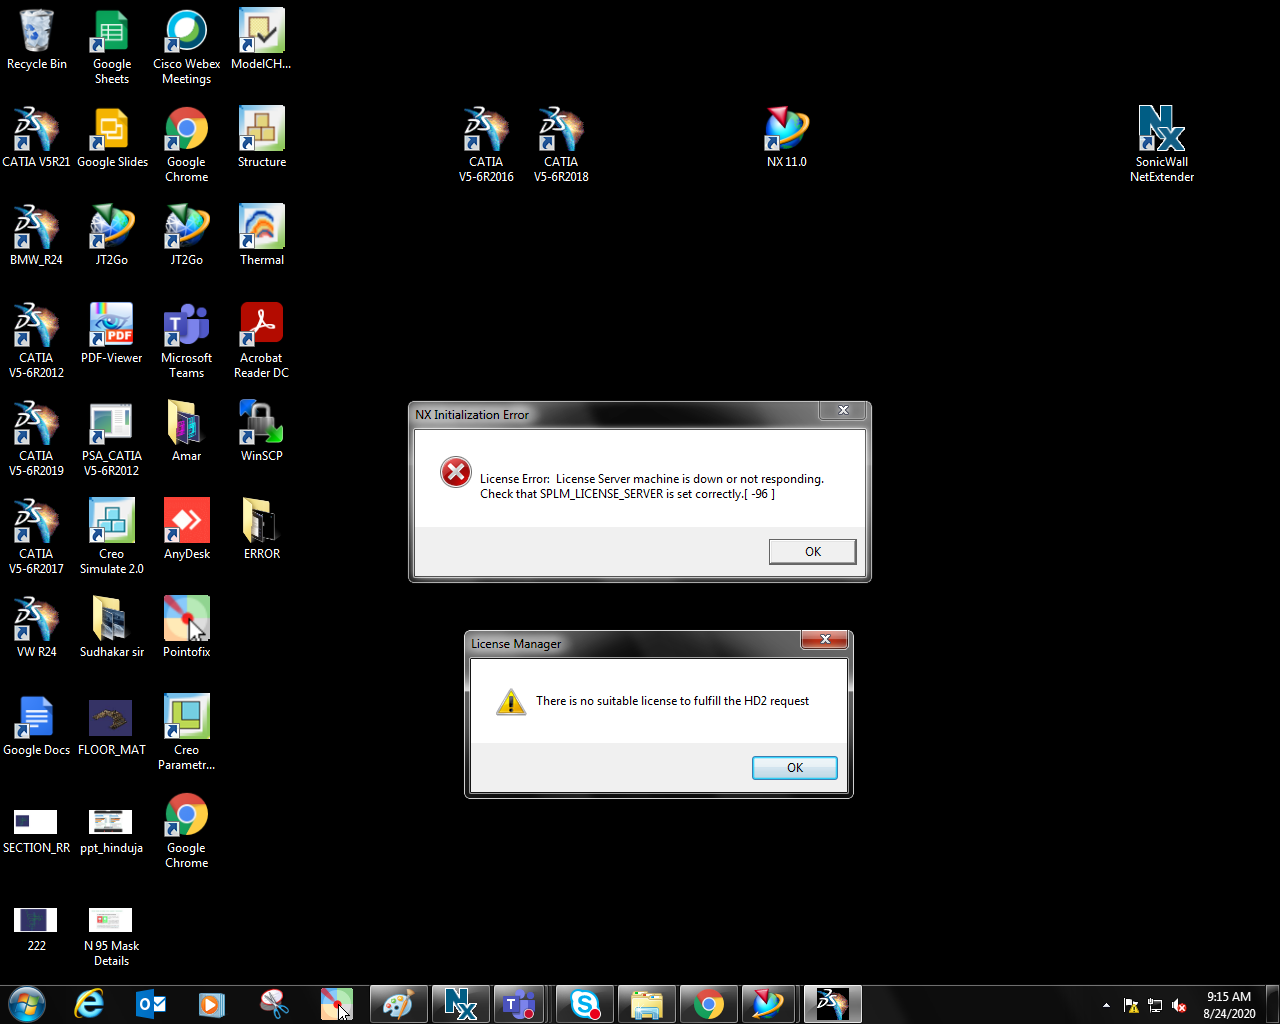 Recycle Bin
Google
Sheets
Cisco Webex
Meetings
ModelCH...
CATIA V5R21
Google Slides
Google
Chrome
Structure
CATIA
V5-6R2016
CATIA
V5-6R2018
NX 11.0
SonicWall
NetExtender
BMW_R24
JT2Go
JT2Go
Thermal
CATIA
V5-6R2012
PDF-Viewer
Microsoft
Teams
Acrobat
Reader DC
CATIA
V5-6R2019
PSA_CATIA
V5-6R2012
Amar
WinSCP
CATIA
V5-6R2017
Creo
Simulate 2.0
AnyDesk
ERROR
VW R24
Sudhakar sir
Pointofix
Google Docs
FLOOR_MAT
Creo
Parametr...
SECTION_RR
ppt_hinduja
Google
Chrome
222
N 95 Mask
Details
NX Initialization Error
License Error:  License Server machine is down or not responding.
Check that SPLM_LICENSE_SERVER is set correctly.[ -96 ]
OK
License Manager
There is no suitable license to fulfill the HD2 request
OK
9:15 AM
8/24/2020